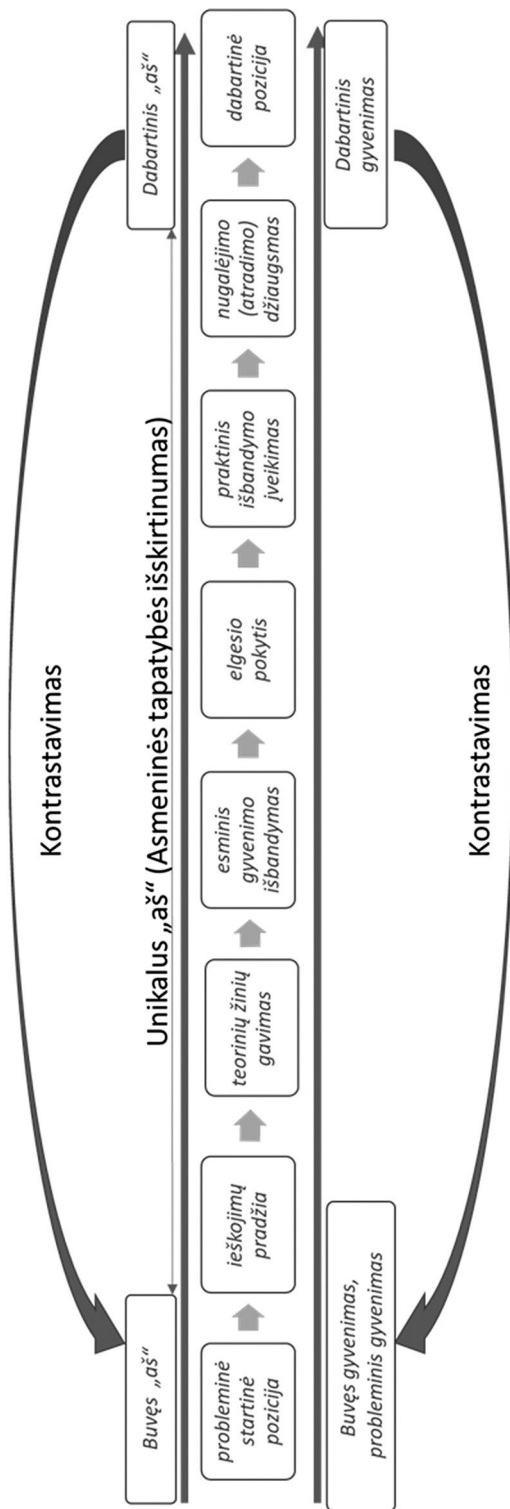 Kontrastavimas
Buvęs „aš“
Dabartinis „aš“
Unikalus „aš“ (Asmeninės tapatybės išskirtinumas)
probleminė
startinė
pozicija
ieškojimų
pradžia
teorinių žinių
gavimas
esminis
gyvenimo
išbandymas
elgesio
pokytis
praktinis
išbandymo
įveikimas
nugalėjimo
(atradimo)
džiaugsmas
dabartinė
pozicija
Buvęs gyvenimas,
probleminis gyvenimas
Dabartinis
gyvenimas
Kontrastavimas